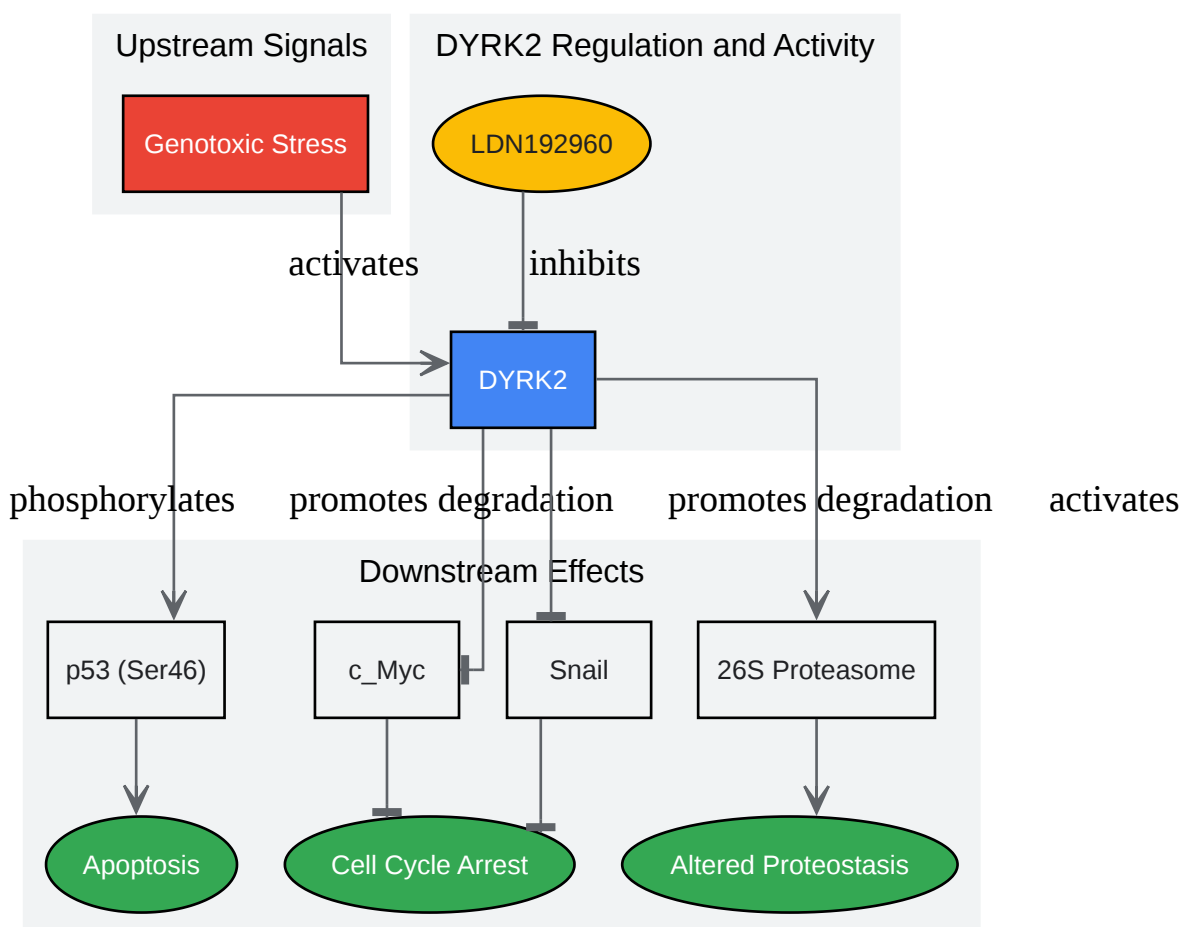 Upstream Signals
DYRK2 Regulation and Activity
Genotoxic Stress
LDN192960
activates
inhibits
DYRK2
phosphorylates
promotes degradation
promotes degradation
activates
Downstream Effects
p53 (Ser46)
c_Myc
Snail
26S Proteasome
Apoptosis
Cell Cycle Arrest
Altered Proteostasis